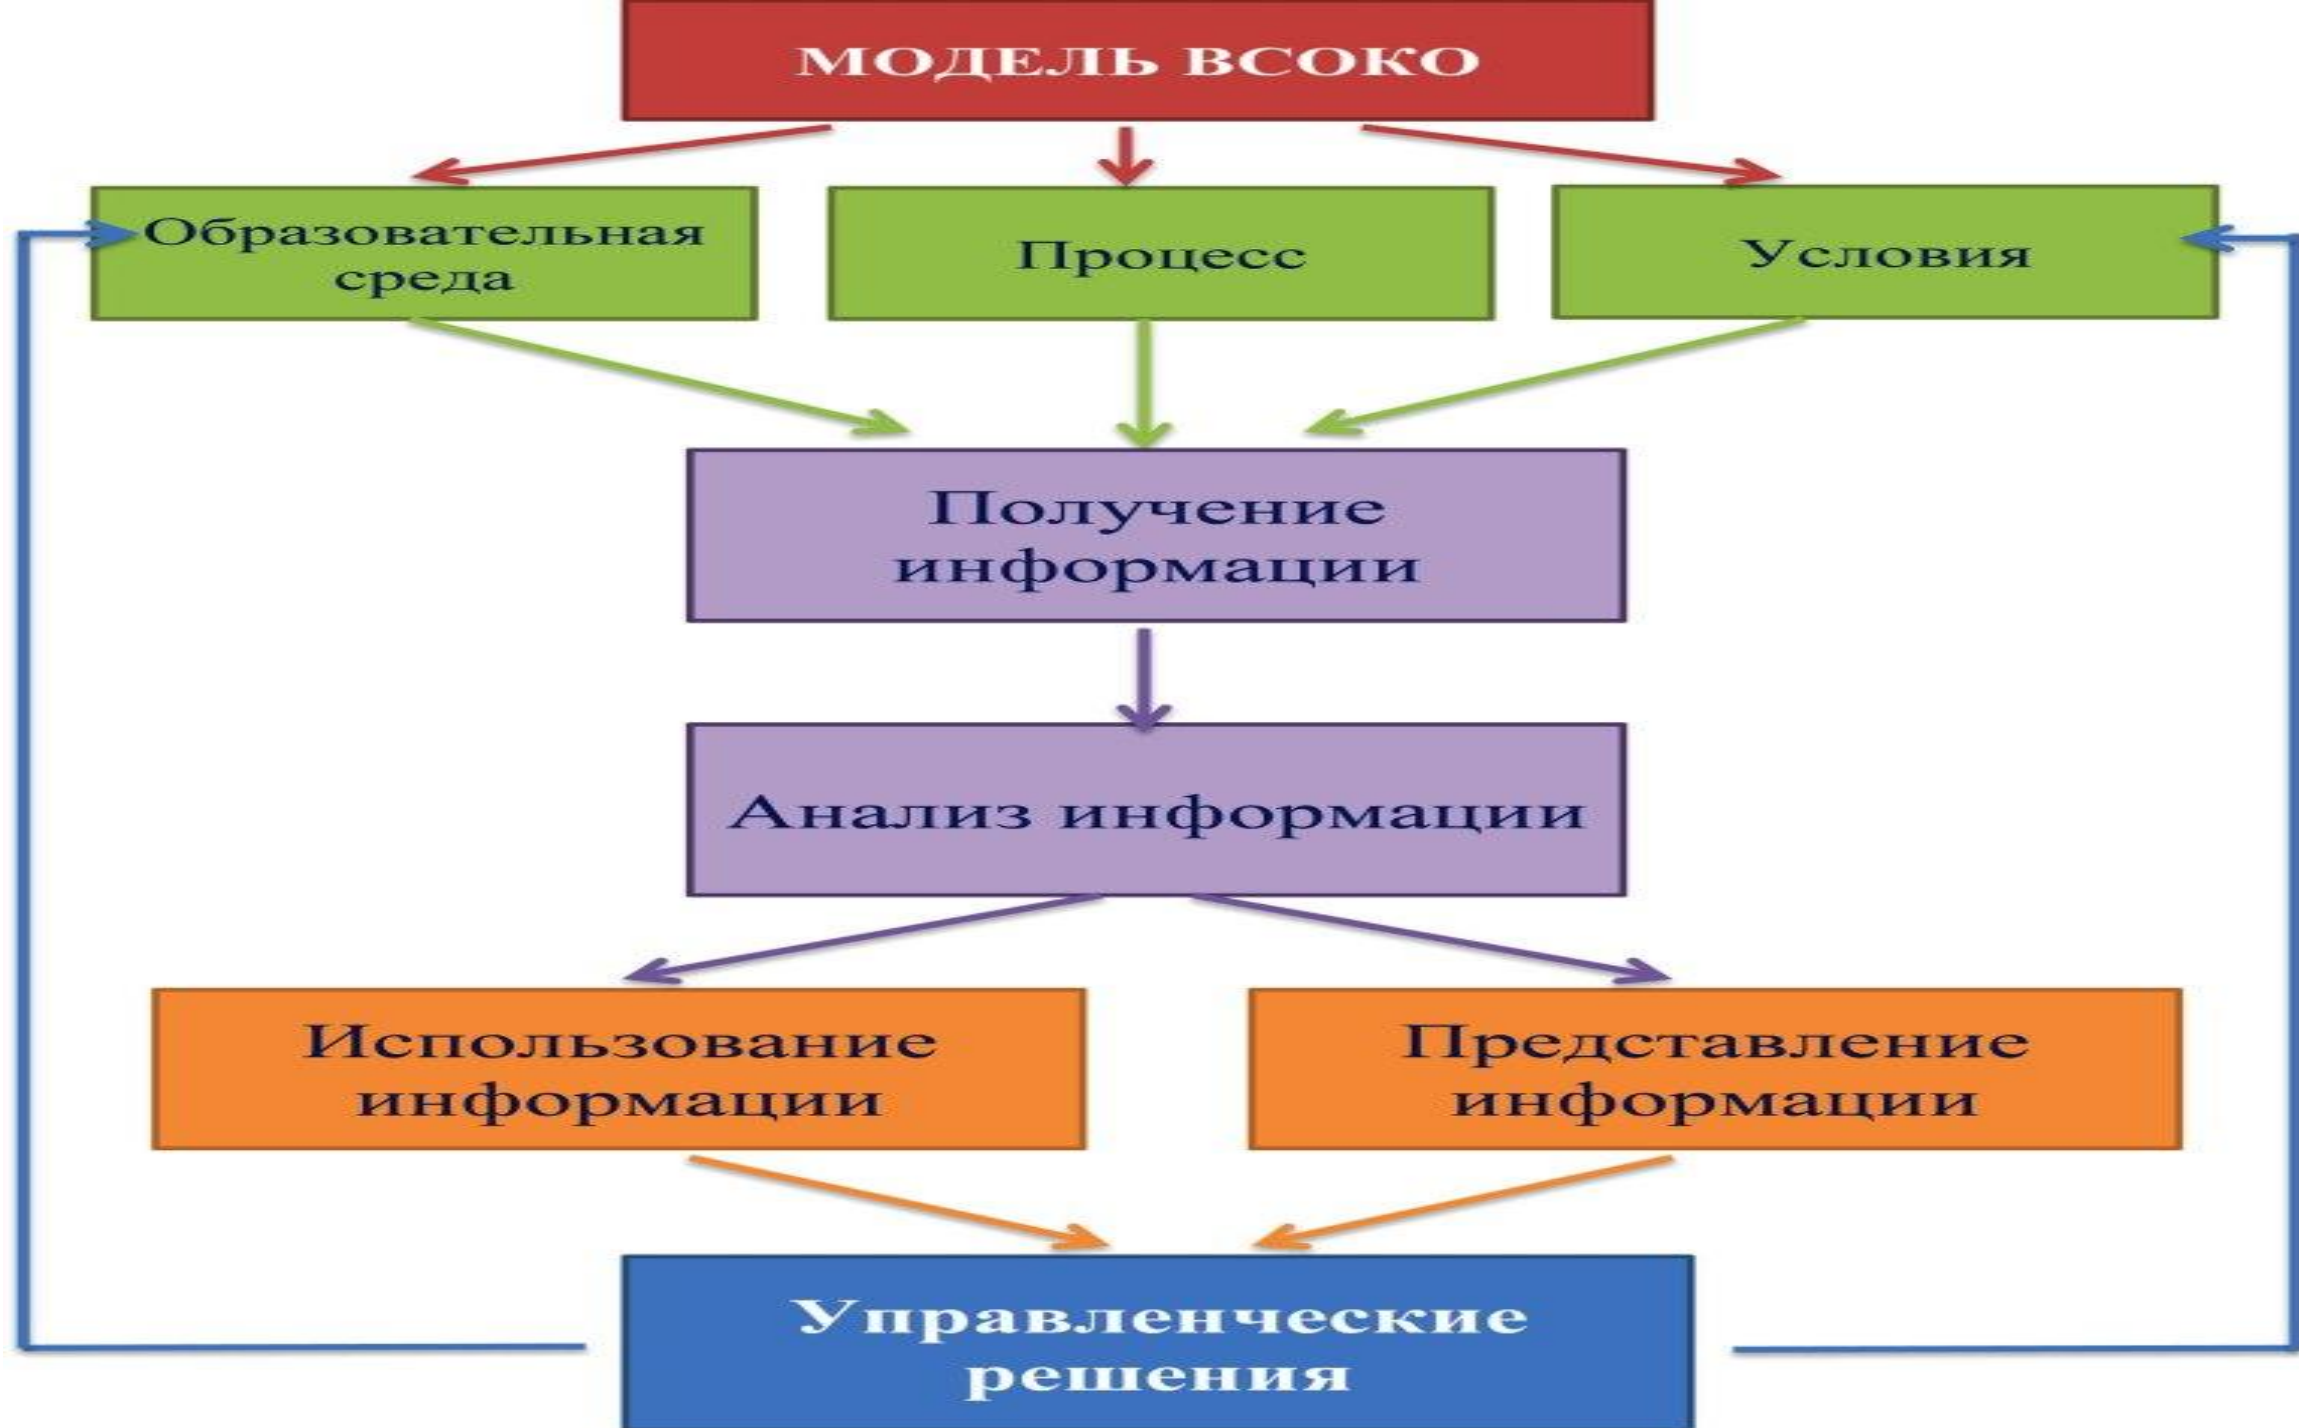 МОДЕЛЬ ВСОКО
Образовательная
среда
Процесс
Условия
Получение
информации
Анализ информации
Использование
информации
Представление
информации
Управленческие
решения